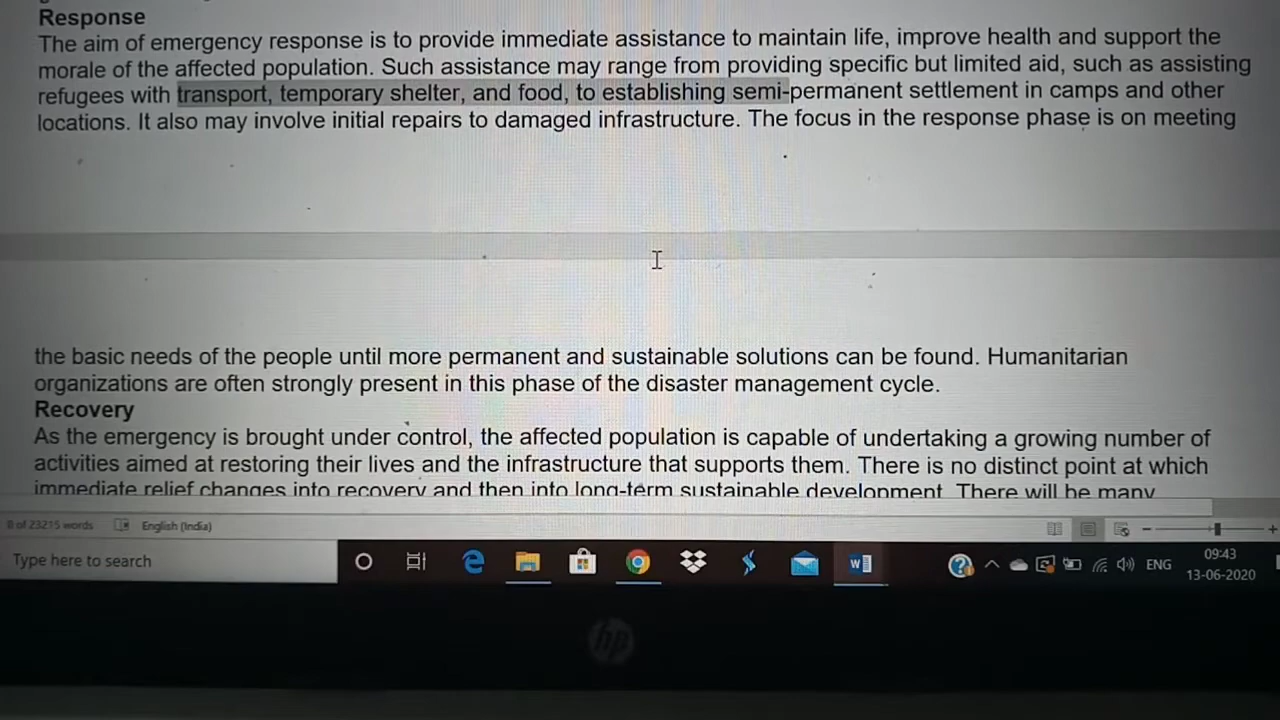 Response
The aim of emergency response is to provide immediate assistance to maintain life, improve health and support the
morale of the affected population. Such assistance may range from providing specific but limited aid, such as assisting
refugees with transport, temporary shelter, and food, to establishing semi-permanent settlement in camps and other
locations. It also may involve initial repairs to damaged infrastructure. The focus in the response phase is on meeting
the basic needs of the people until more permanent and sustainable solutions can be found. Humanitarian
organizations are often strongly present in this phase of the disaster management cycle.
Recovery
As the emergency is brought under control, the affected population is capable of undertaking a growing number of
activities aimed at restoring their lives and the infrastructure that supports them. There is no distinct point at which
immediate relief changes into recovery and then into long-term sustainable development. There will be many
of 23215 words English (India)
Type here to search
W
ENG
09:43
13-06-2020
hp